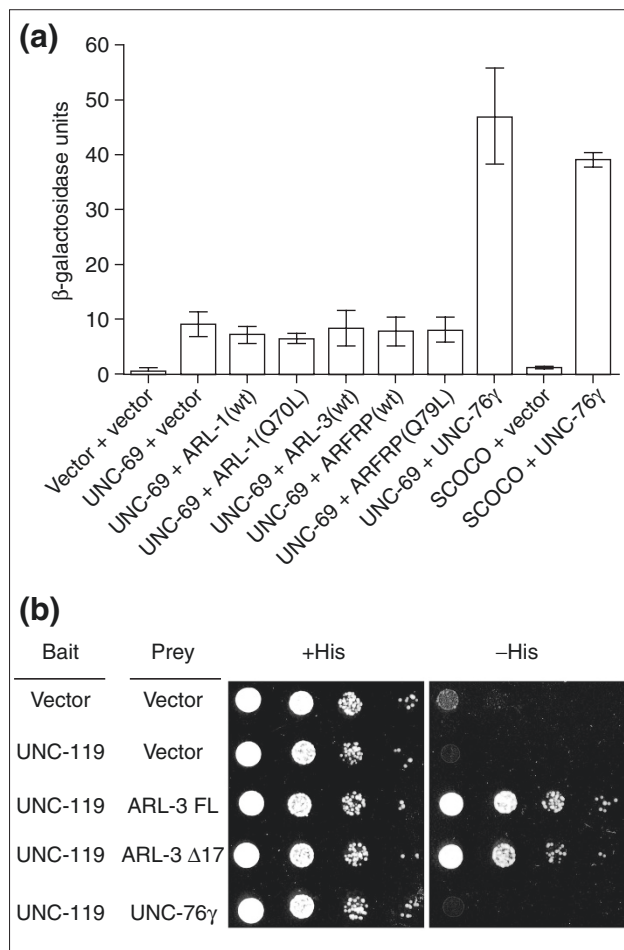 (a)
β-galactosidase units
60
50
40
30
20
10
0
Vector + vector
UNC-69 + vector
UNC-69 + ARL-1(wt)
UNC-69 + ARL-1(Q70L)
UNC-69 + ARL-3(wt)
UNC-69 + ARFRP(wt)
UNC-69 + ARFRP(Q79L)
UNC-69 + UNC-76γ
SCOCO + vector
SCOCO + UNC-76γ
(b)
Bait Prey +His –His
Vector Vector
UNC-119 Vector
UNC-119 ARL-3 FL
UNC-119 ARL-3 Δ17
UNC-119 UNC-76γ